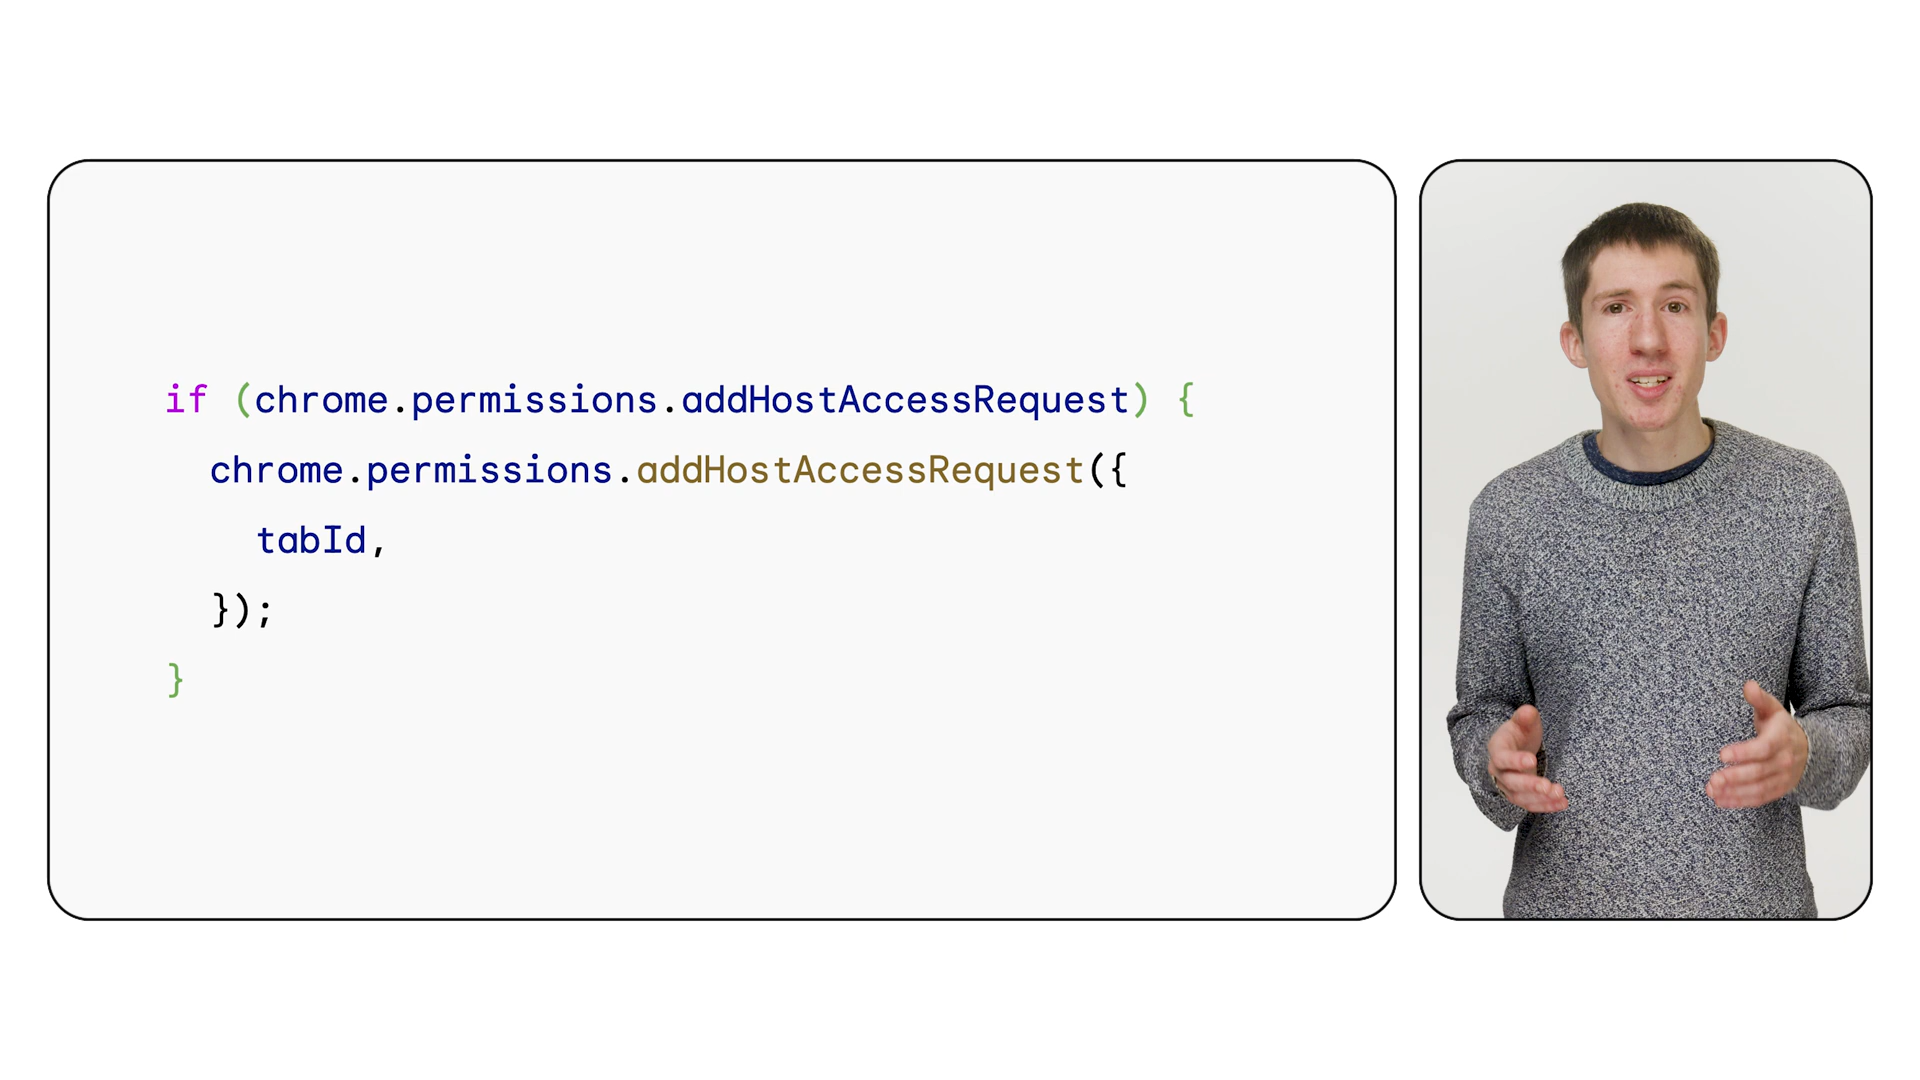 if (chrome.permissions.addHostAccessRequest) {
chrome.permissions.addHostAccessRequest({
tabId,
});
}